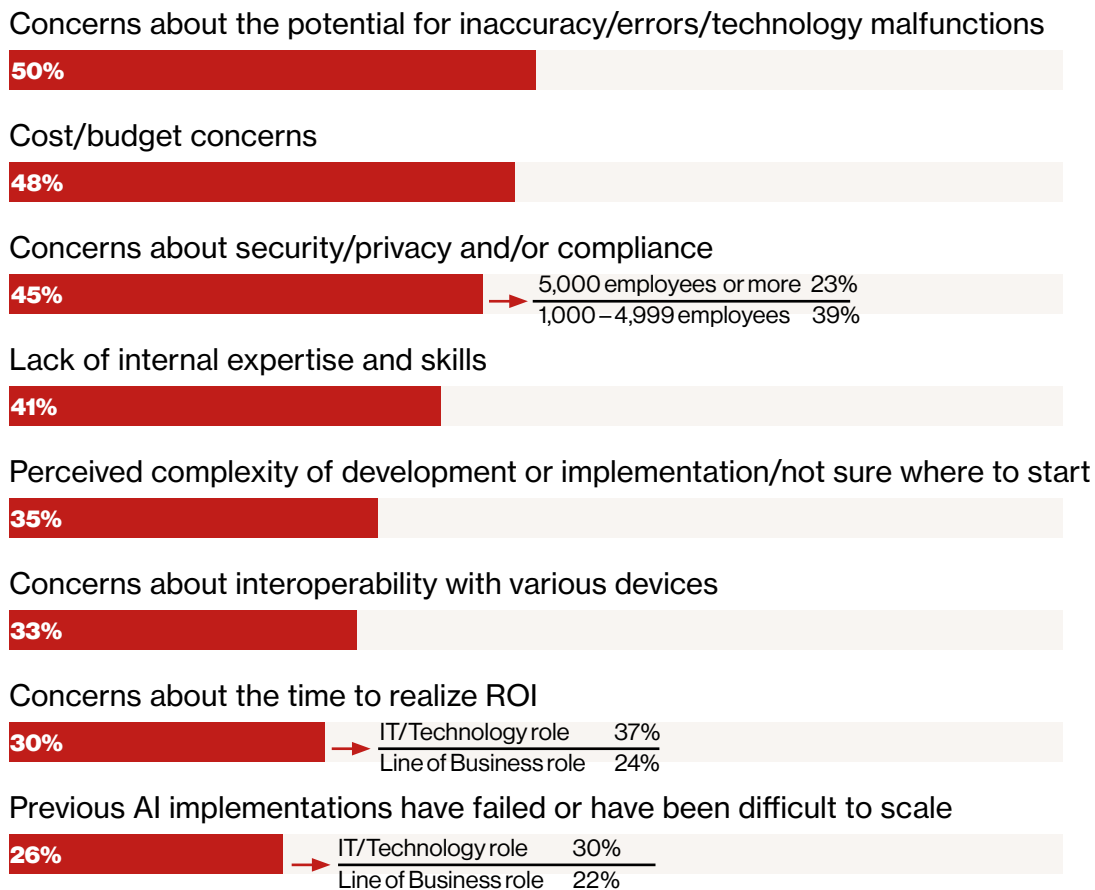 Concerns about the potential for inaccuracy/errors/technology malfunctions
50%
Cost/budget concerns
48%
Concerns about security/privacy and/or compliance
45%
5,000 employees or more 23%
1,000–4,999 employees 39%
Lack of internal expertise and skills
41%
Perceived complexity of development or implementation/not sure where to start
35%
Concerns about interoperability with various devices
33%
Concerns about the time to realize ROI
30%
IT/Technology role 37%
Line of Business role 24%
Previous AI implementations have failed or have been difficult to scale
26%
IT/Technology role 30%
Line of Business role 22%